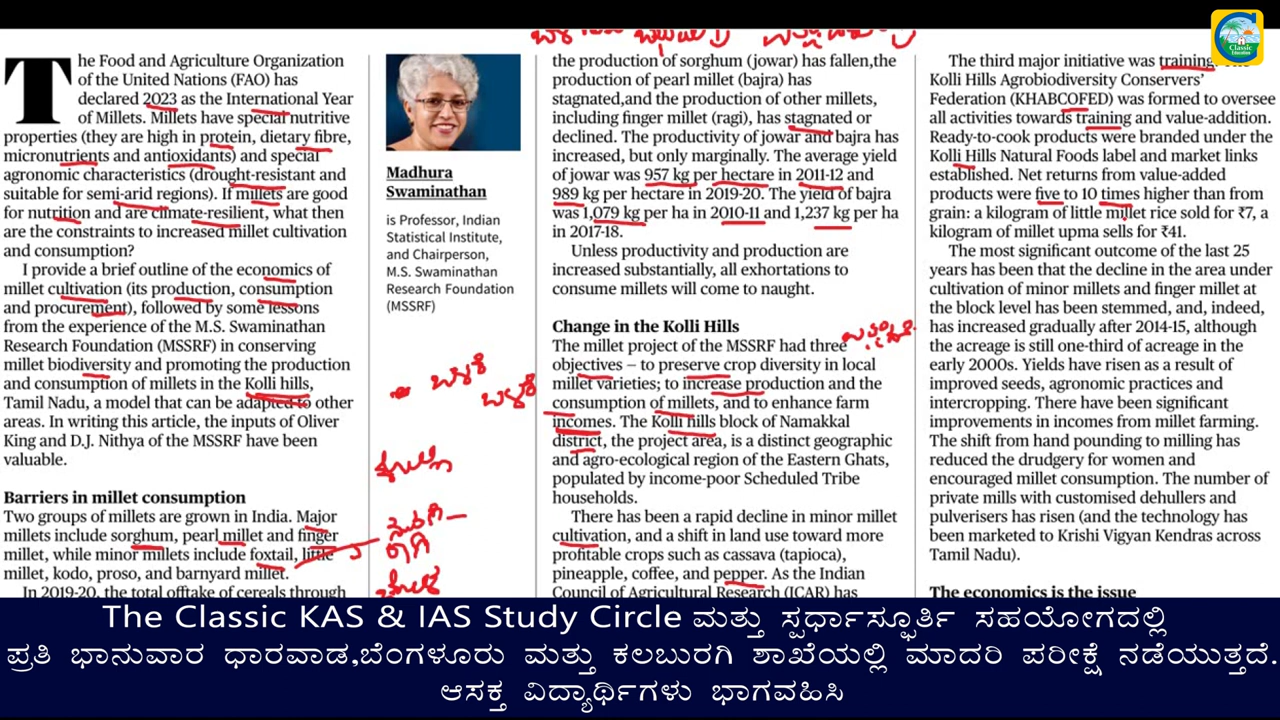 The Food and Agriculture Organization
of the United Nations (FAO) has
declared 2023 as the International Year
of Millets. Millets have special nutritive
properties (they are high in protein, dietary fibre,
micronutrients and antioxidants) and special
agronomic characteristics (drought-resistant and
suitable for semi-arid regions). If millets are good
for nutrition and are climate-resilient, what then
are the constraints to increased millet cultivation
and consumption?
I provide a brief outline of the economics of
millet cultivation (its production, consumption
and procurement), followed by some lessons
from the experience of the M.S. Swaminathan
Research Foundation (MSSRF) in conserving
millet biodiversity and promoting the production
and consumption of millets in the Kolli hills,
Tamil Nadu, a model that can be adapted to other
areas. In writing this article, the inputs of Oliver
King and D.J. Nithya of the MSSRF have been
valuable.
Barriers in millet consumption
Two groups of millets are grown in India. Major
millets include sorghum, pearl millet and finger
millet, while minor millets include foxtail, little
millet, kodo, proso, and barnyard millet.
In 2019-20, the total offtake of cereals through
Madhura
Swaminathan
is Professor, Indian
Statistical Institute,
and Chairperson,
M.S. Swaminathan
Research Foundation
(MSSRF)
ಬಳಕೆ
ಬಳಕೆ
ರಾಗಿ
the production of sorghum (jowar) has fallen,the
production of pearl millet (bajra) has
stagnated,and the production of other millets,
including finger millet (ragi), has stagnated or
declined. The productivity of jowar and bajra has
increased, but only marginally. The average yield
of jowar was 957 kg per hectare in 2011-12 and
989 kg per hectare in 2019-20. The yield of bajra
was 1,079 kg per ha in 2010-11 and 1,237 kg per ha
in 2017-18.
Unless productivity and production are
increased substantially, all exhortations to
consume millets will come to naught.
Change in the Kolli Hills
The millet project of the MSSRF had three
objectives – to preserve crop diversity in local
millet varieties; to increase production and the
consumption of millets, and to enhance farm
incomes. The Kolli hills block of Namakkal
district, the project area, is a distinct geographic
and agro-ecological region of the Eastern Ghats,
populated by income-poor Scheduled Tribe
households.
There has been a rapid decline in minor millet
cultivation, and a shift in land use toward more
profitable crops such as cassava (tapioca),
pineapple, coffee, and pepper. As the Indian
Council of Agricultural Research (ICAR) has
The third major initiative was training. The
Kolli Hills Agrobiodiversity Conservers’
Federation (KHABCOFED) was formed to oversee
all activities towards training and value-addition.
Ready-to-cook products were branded under the
Kolli Hills Natural Foods label and market links
established. Net returns from value-added
products were five to 10 times higher than from
grain: a kilogram of little millet rice sold for ₹7, a
kilogram of millet upma sells for ₹41.
The most significant outcome of the last 25
years has been that the decline in the area under
cultivation of minor millets and finger millet at
the block level has been stemmed, and, indeed,
has increased gradually after 2014-15, although
the acreage is still one-third of acreage in the
early 2000s. Yields have risen as a result of
improved seeds, agronomic practices and
intercropping. There have been significant
improvements in incomes from millet farming.
The shift from hand pounding to milling has
reduced the drudgery for women and
encouraged millet consumption. The number of
private mills with customised dehullers and
pulverisers has risen (and the technology has
been marketed to Krishi Vigyan Kendras across
Tamil Nadu).
The economics is the issue
Classic
Education
The Classic KAS & IAS Study Circle ಮತ್ತು ಸ್ಪರ್ಧಾಸ್ಫೂರ್ತಿ ಸಹಯೋಗದಲ್ಲಿ
ಪ್ರತಿ ಭಾನುವಾರ ಧಾರವಾಡ,ಬೆಂಗಳೂರು ಮತ್ತು ಕಲಬುರಗಿ ಶಾಖೆಯಲ್ಲಿ ಮಾದರಿ ಪರೀಕ್ಷೆ ನಡೆಯುತ್ತದೆ.
ಆಸಕ್ತ ವಿದ್ಯಾರ್ಥಿಗಳು ಭಾಗವಹಿಸಿ